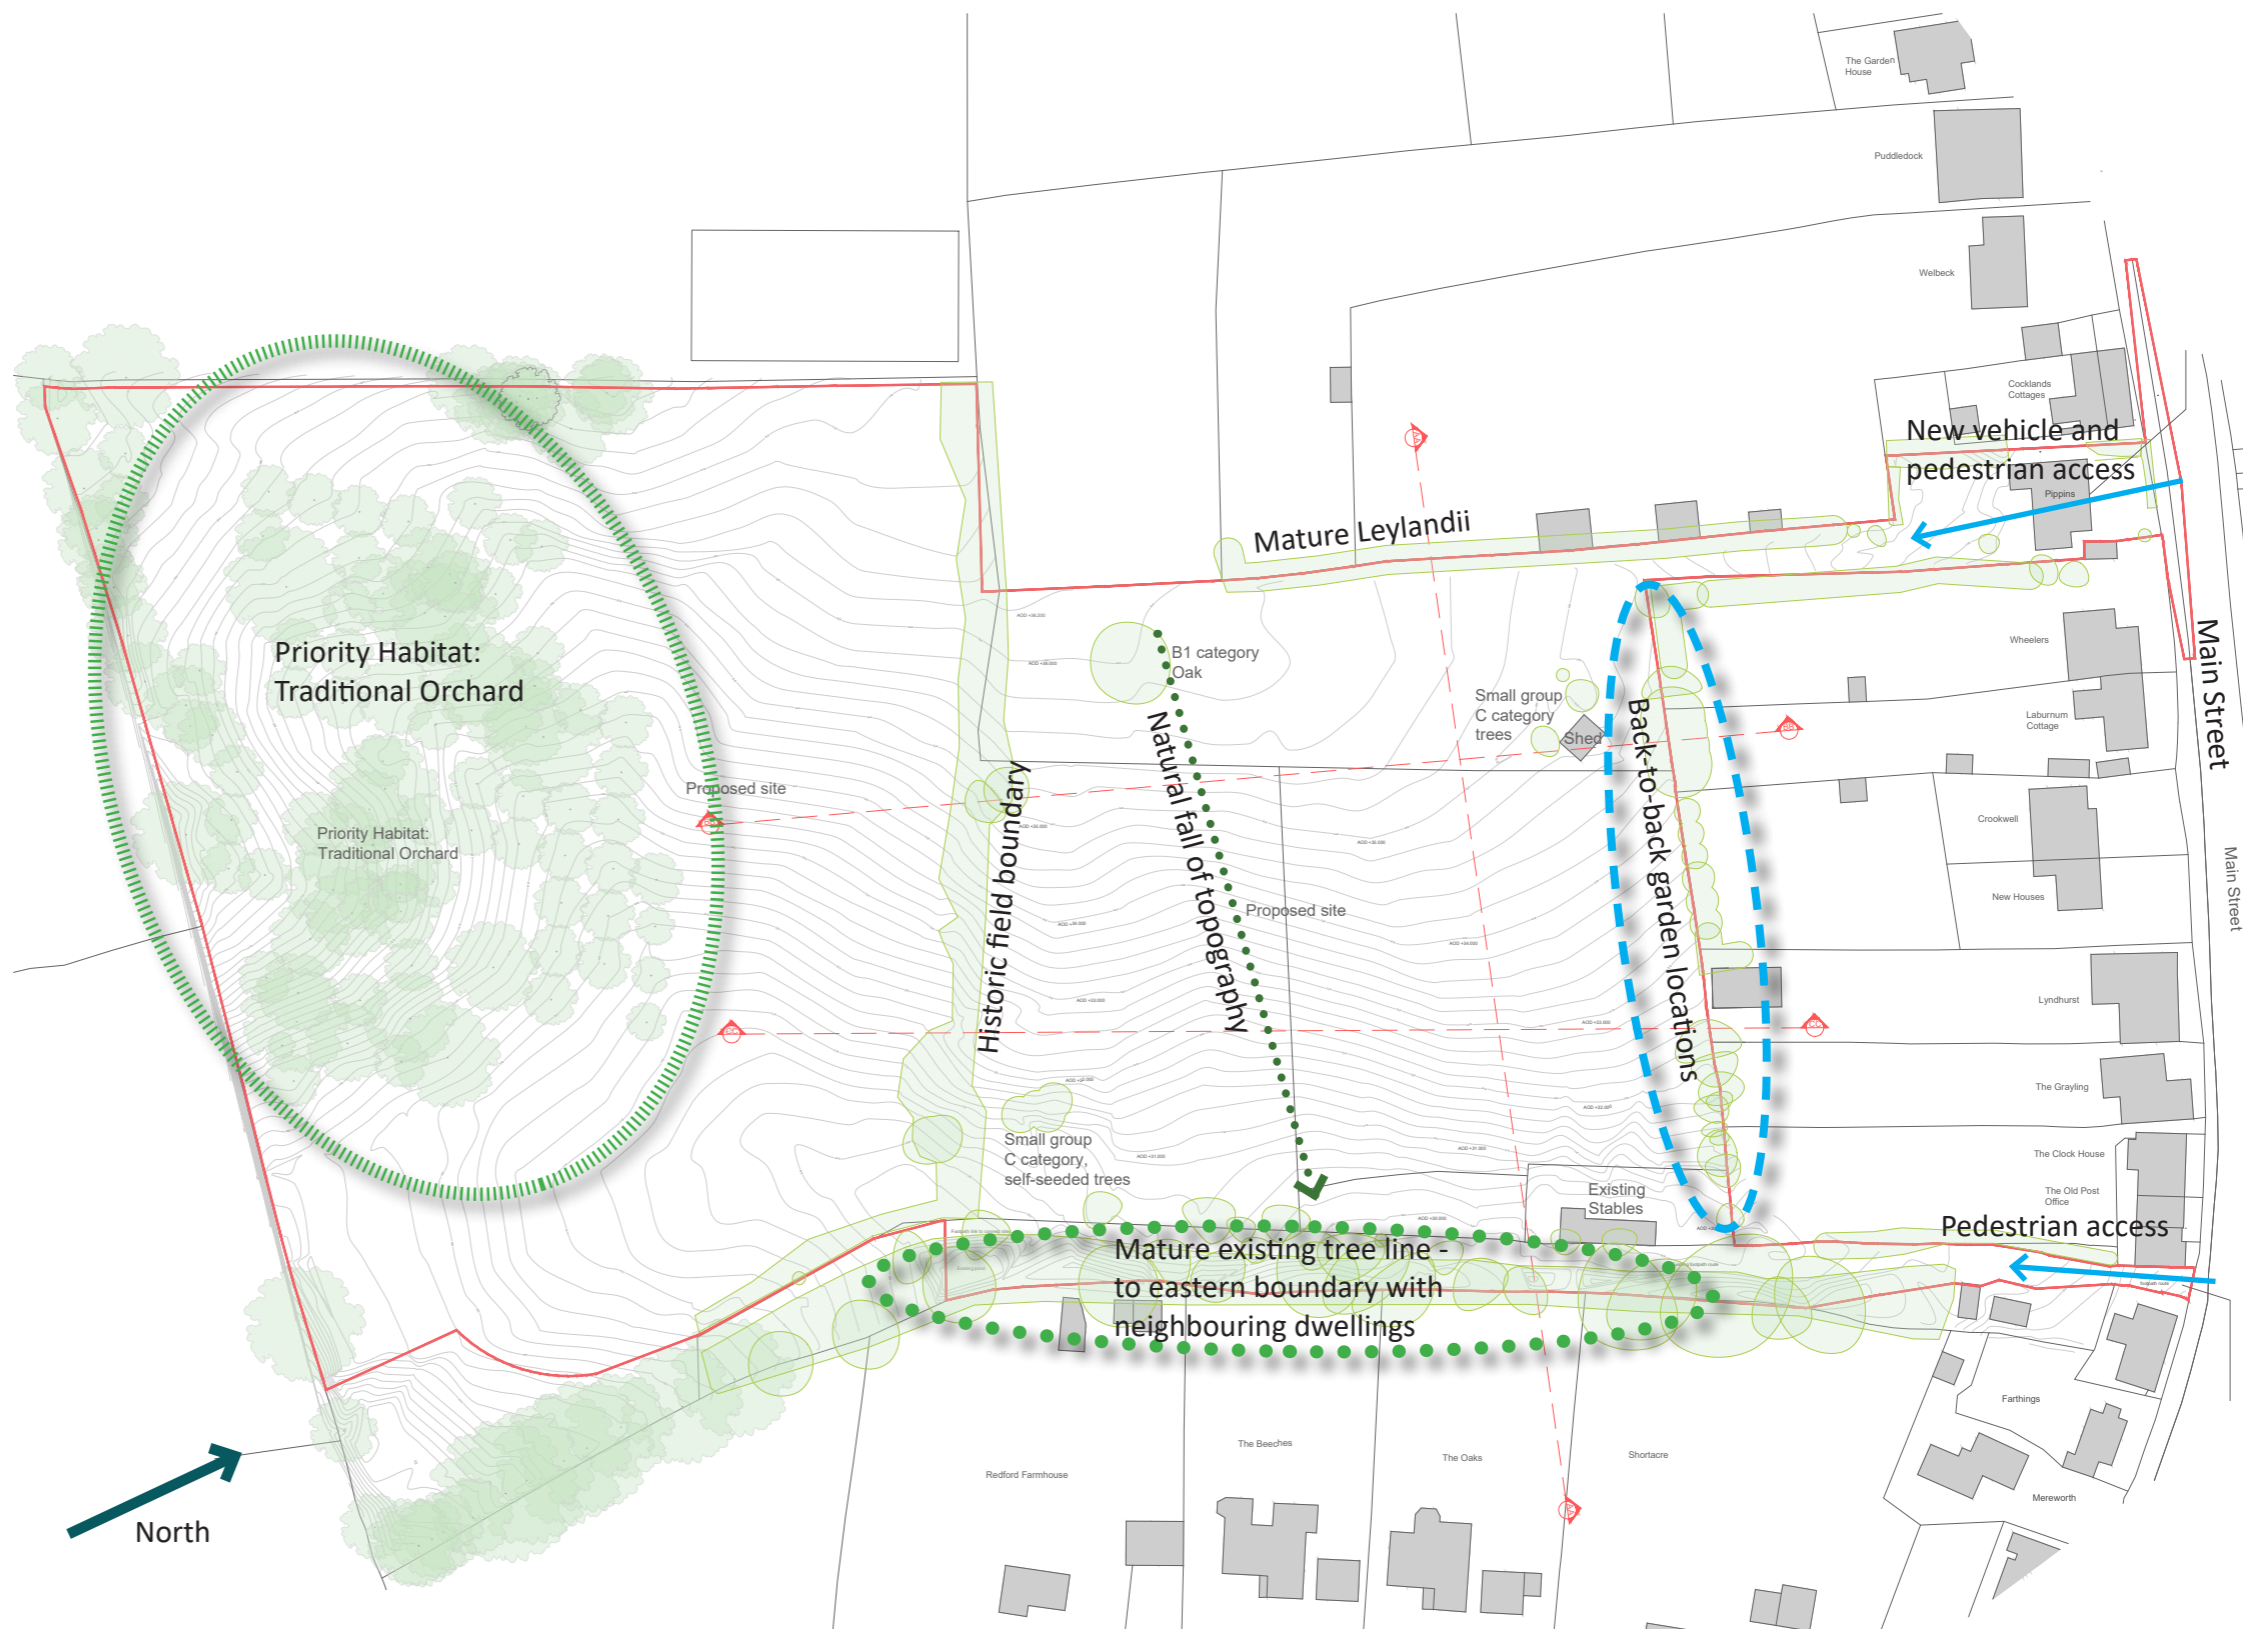 The Garden
House
Puddledock
Welbeck
Cocklands
Cottages
New vehicle and
pedestrian access
Pippins
Mature Leylandii
Main Street
Wheelers
B1 category
Oak
Priority Habitat:
Traditional Orchard
Small group
C category
trees
Shed
Laburnum
Cottage
Back-to-back garden locations
Natural fall of topography
Historic field boundary
Proposed site
Priority Habitat:
Traditional Orchard
Crookwell
New Houses
Main Street
Proposed site
Lyndhurst
The Grayling
Small group
C category,
self-seeded trees
The Clock House
The Old Post
Office
Existing
Stables
Pedestrian access
Mature existing tree line -
to eastern boundary with
neighbouring dwellings
Farthings
The Beeches
The Oaks
Shortacre
Redford Farmhouse
Mereworth
North